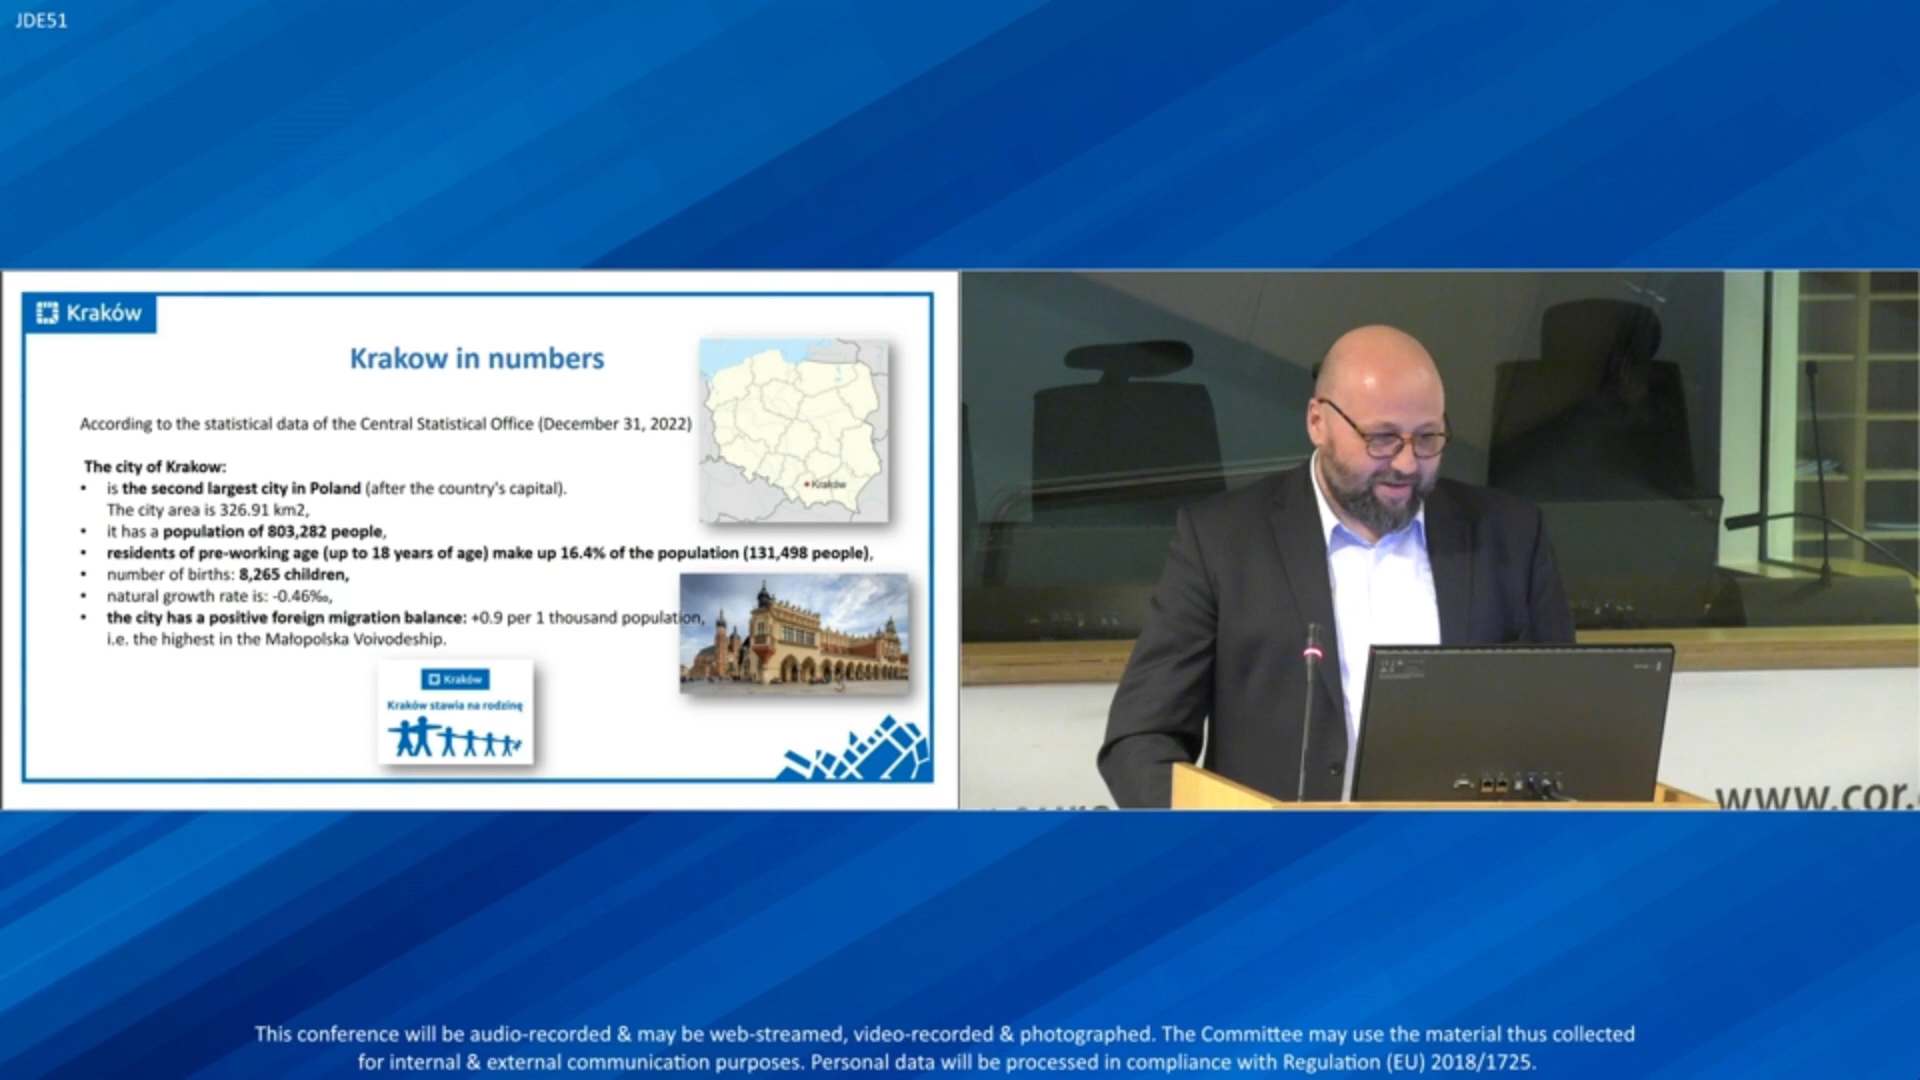 JDE51
Kraków
Krakow in numbers
According to the statistical data of the Central Statistical Office (December 31, 2022)
The city of Krakow:
• is the second largest city in Poland (after the country's capital).
The city area is 326.91 km2,
• it has a population of 803,282 people,
• residents of pre-working age (up to 18 years of age) make up 16.4% of the population (131,498 people),
• number of births: 8,265 children,
• natural growth rate is: -0.46‰,
• the city has a positive foreign migration balance: +0.9 per 1 thousand population,
i.e. the highest in the Małopolska Voivodeship.
Kraków
Kraków
Kraków stawia na rodzinę
www.cor.
This conference will be audio-recorded & may be web-streamed, video-recorded & photographed. The Committee may use the material thus collected
for internal & external communication purposes. Personal data will be processed in compliance with Regulation (EU) 2018/1725.